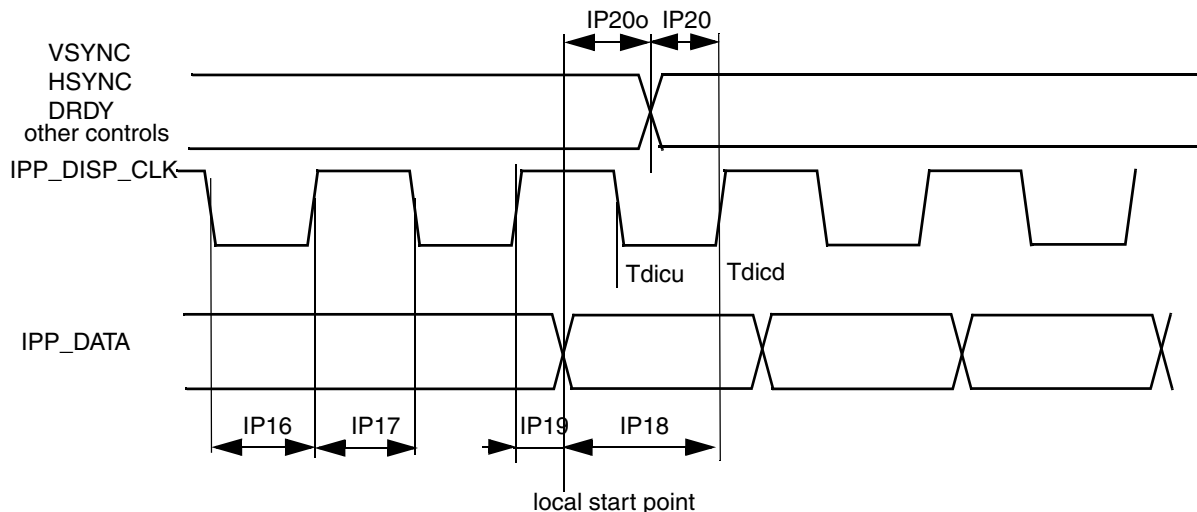 IP20o IP20
VSYNC
HSYNC
DRDY
other controls
IPP_DISP_CLK
Tdicu Tdicd
IPP_DATA
IP16 IP17 IP19 IP18
local start point